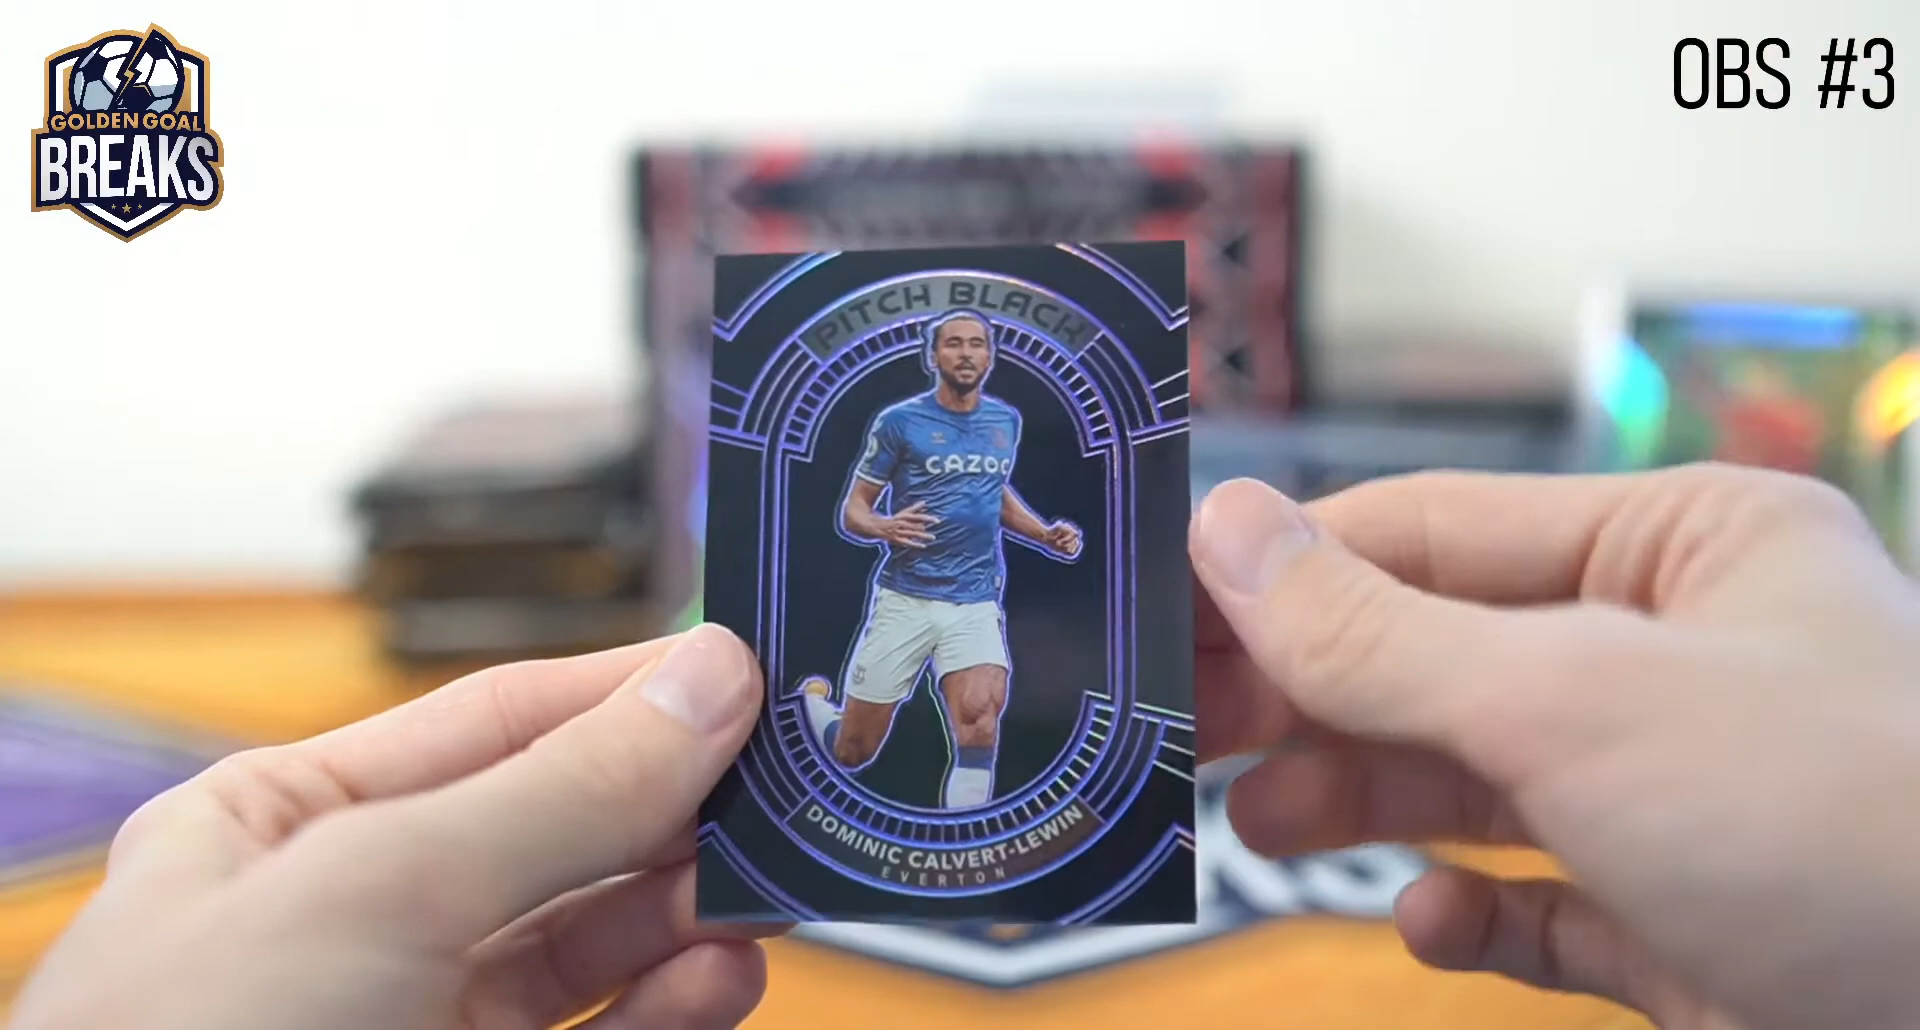 GOLDEN GOAL
BREAKS
OBS #3
PITCH BLACK
CAZOO
DOMINIC CALVERT-LEWIN
EVERTON